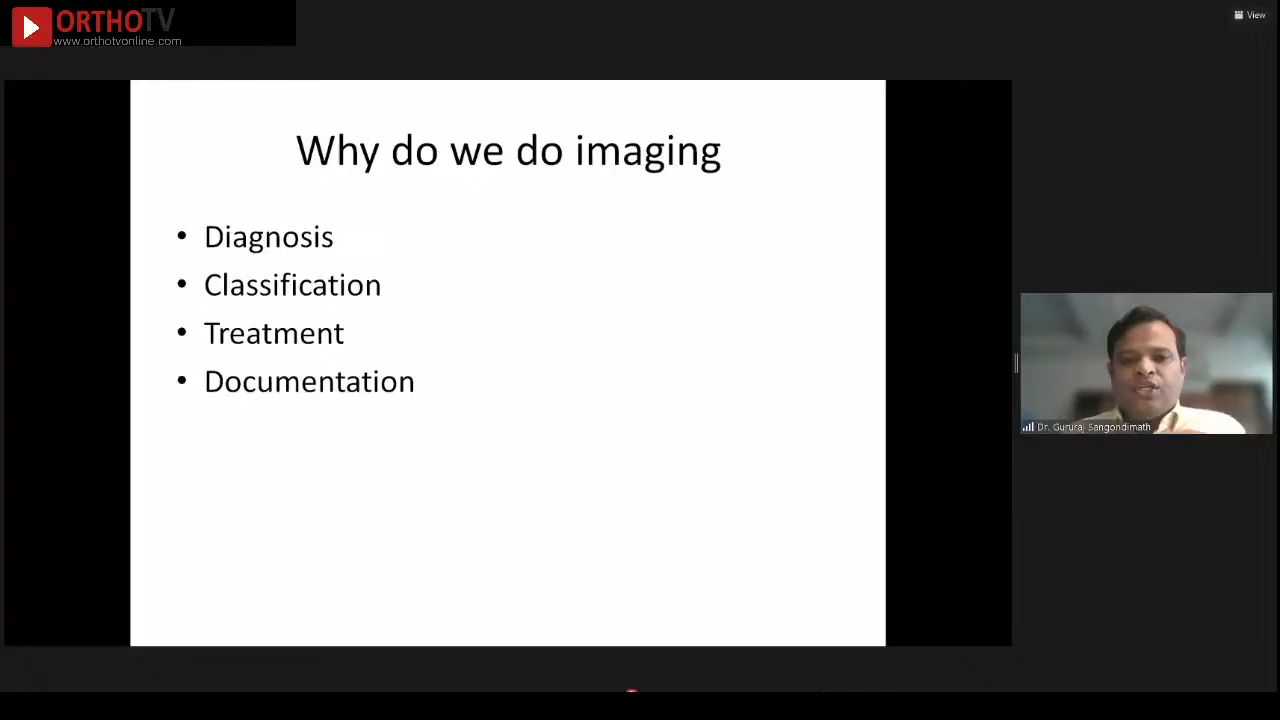 ORTHOTV
www.orthotvonline.com
View
Why do we do imaging
• Diagnosis
• Classification
• Treatment
• Documentation
Dr. Gururaj Sangondimath